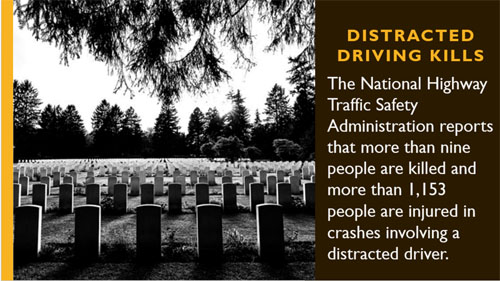 DISTRACTED
DRIVING KILLS
The National Highway
Traffic Safety
Administration reports
that more than nine
people are killed and
more than 1,153
people are injured in
crashes involving a
distracted driver.